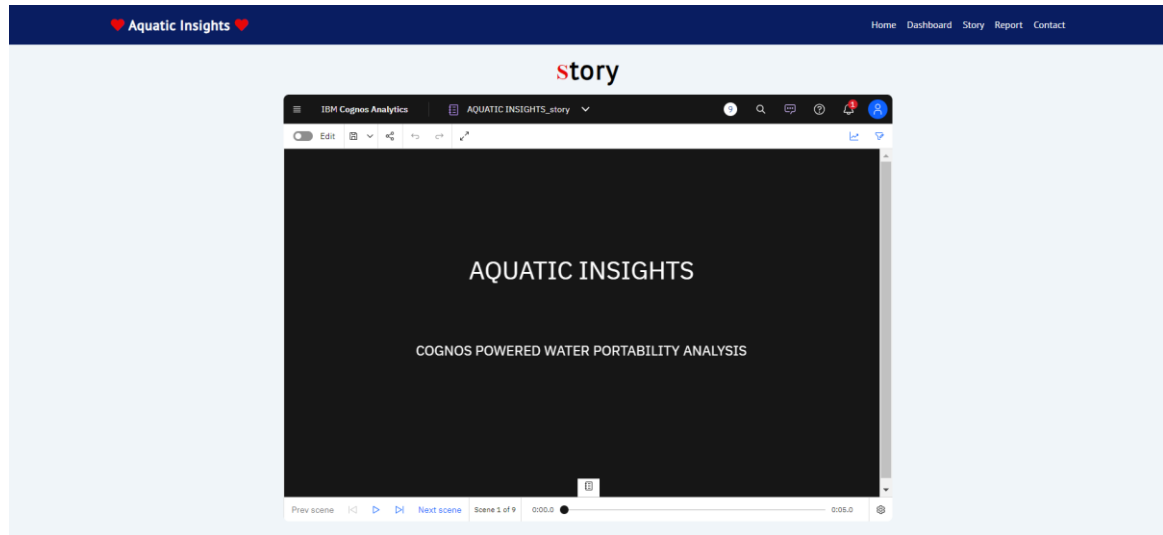 Aquatic Insights
Home Dashboard Story Report Contact
story
IBM Cognos Analytics AQUATIC INSIGHTS_story 9 1
Edit
AQUATIC INSIGHTS
COGNOS POWERED WATER PORTABILITY ANALYSIS
Prev scene Next scene Scene 1 of 9 0:00.0 0:05.0